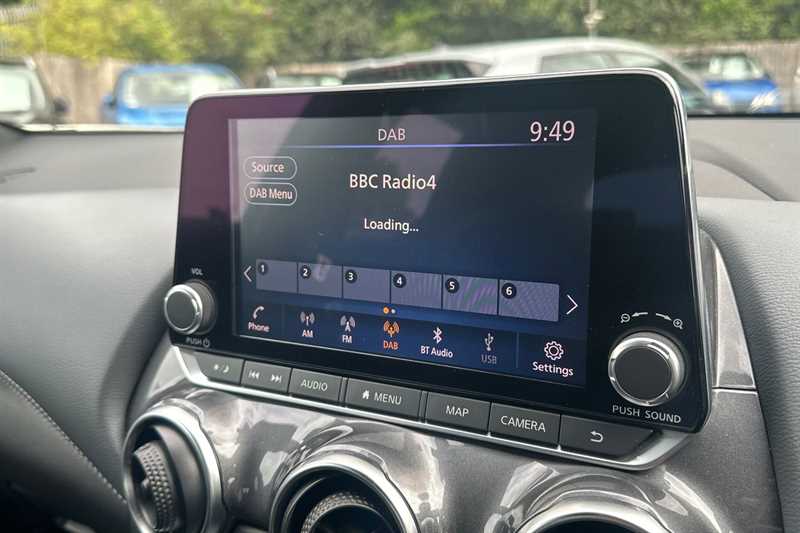 DAB
9:49
Source
DAB Menu
BBC Radio4
Loading...
1 2 3 4 5 6
Phone
AM
FM
DAB
BT Audio
USB
Settings
VOL
PUSH
PUSH SOUND
AUDIO
MENU
MAP
CAMERA